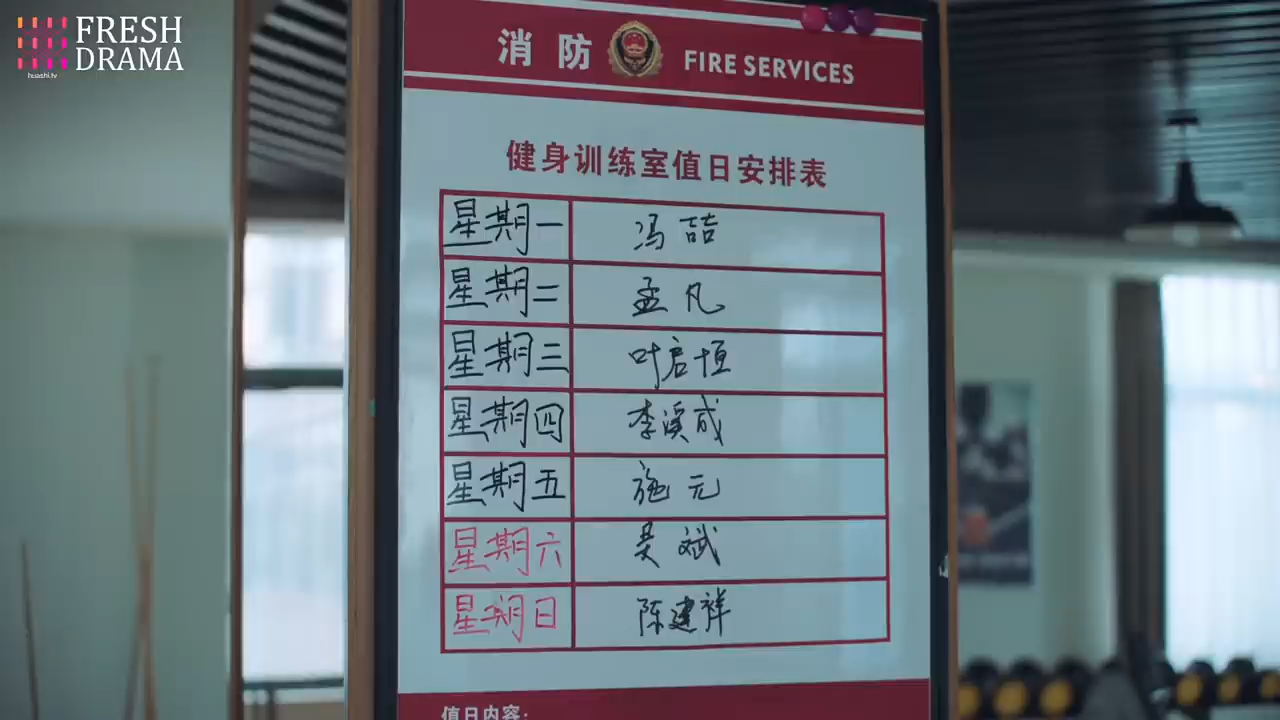 FRESH
DRAMA
huashi.tv
消防 FIRE SERVICES
健身训练室值日安排表
星期一 冯喆
星期二 孟凡
星期三 叶启恒
星期四 李溪成
星期五 施元
星期六 吴斌
星期日 陈建祥
值日内容: